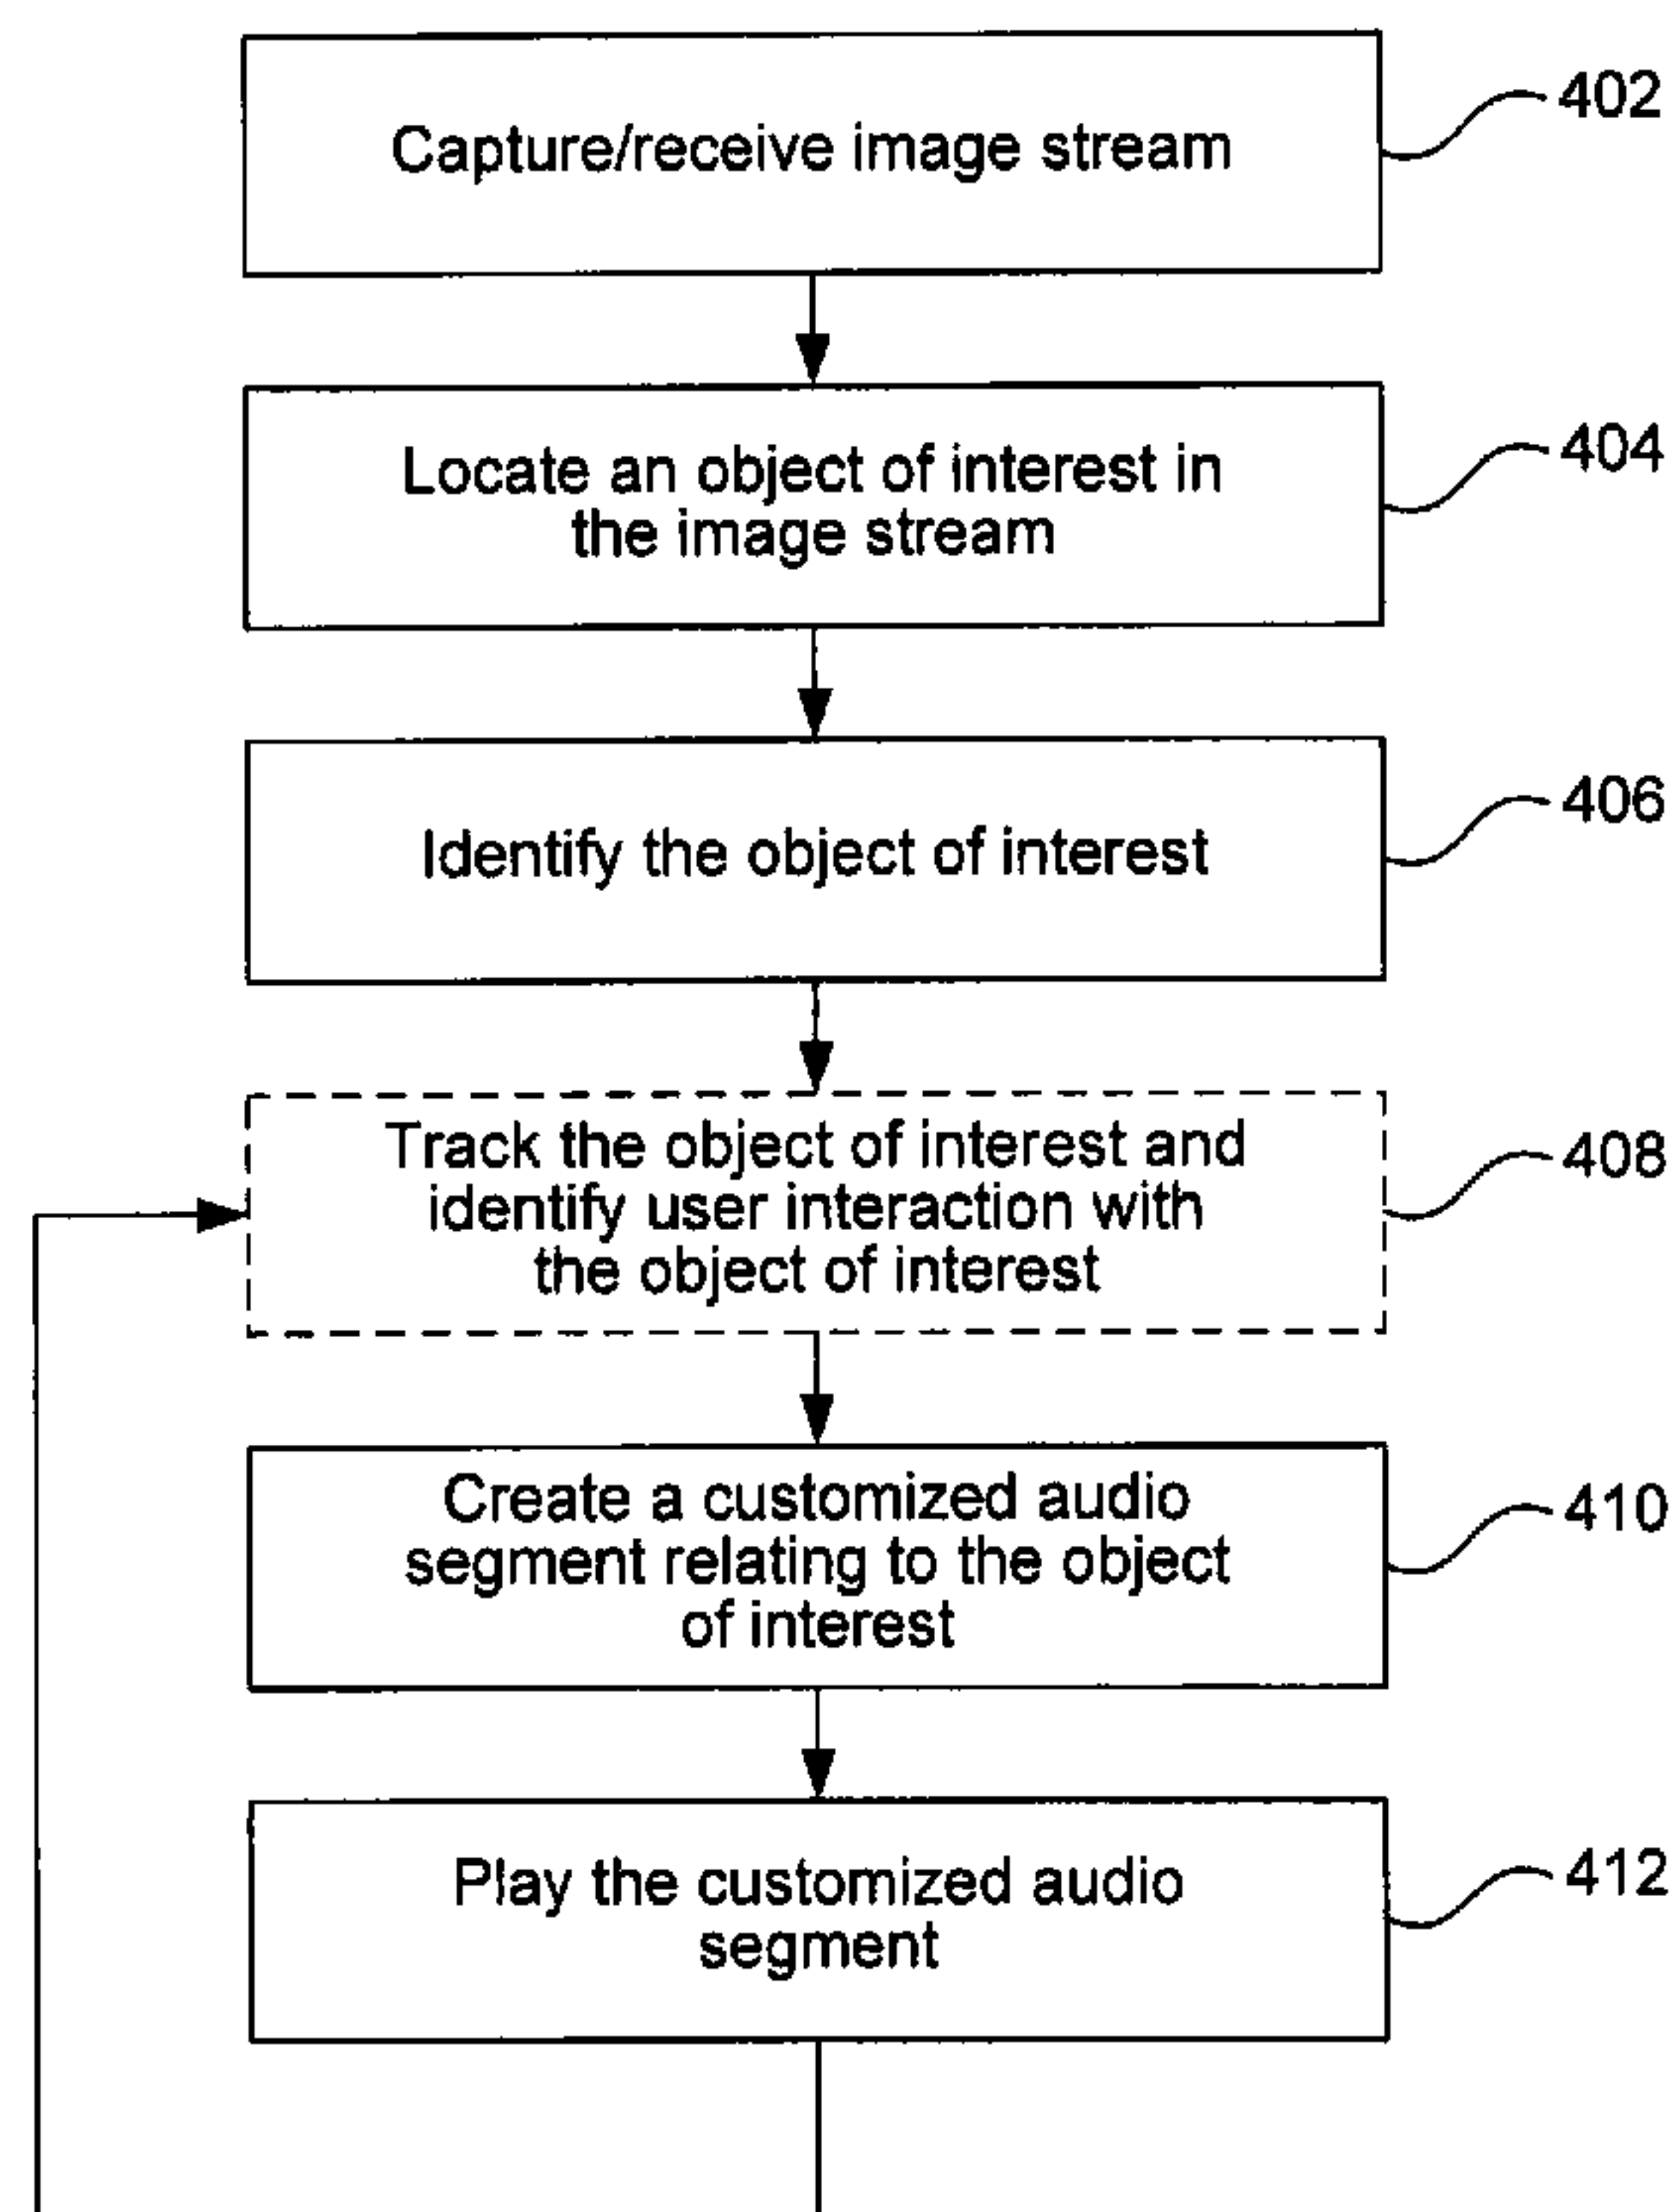 Capture/receive image stream
402
Locate an object of interest in
the image stream
404
Identify the object of interest
406
Track the object of interest and
identify user interaction with
the object of interest
408
Create a customized audio
segment relating to the object
of interest
410
Play the customized audio
segment
412